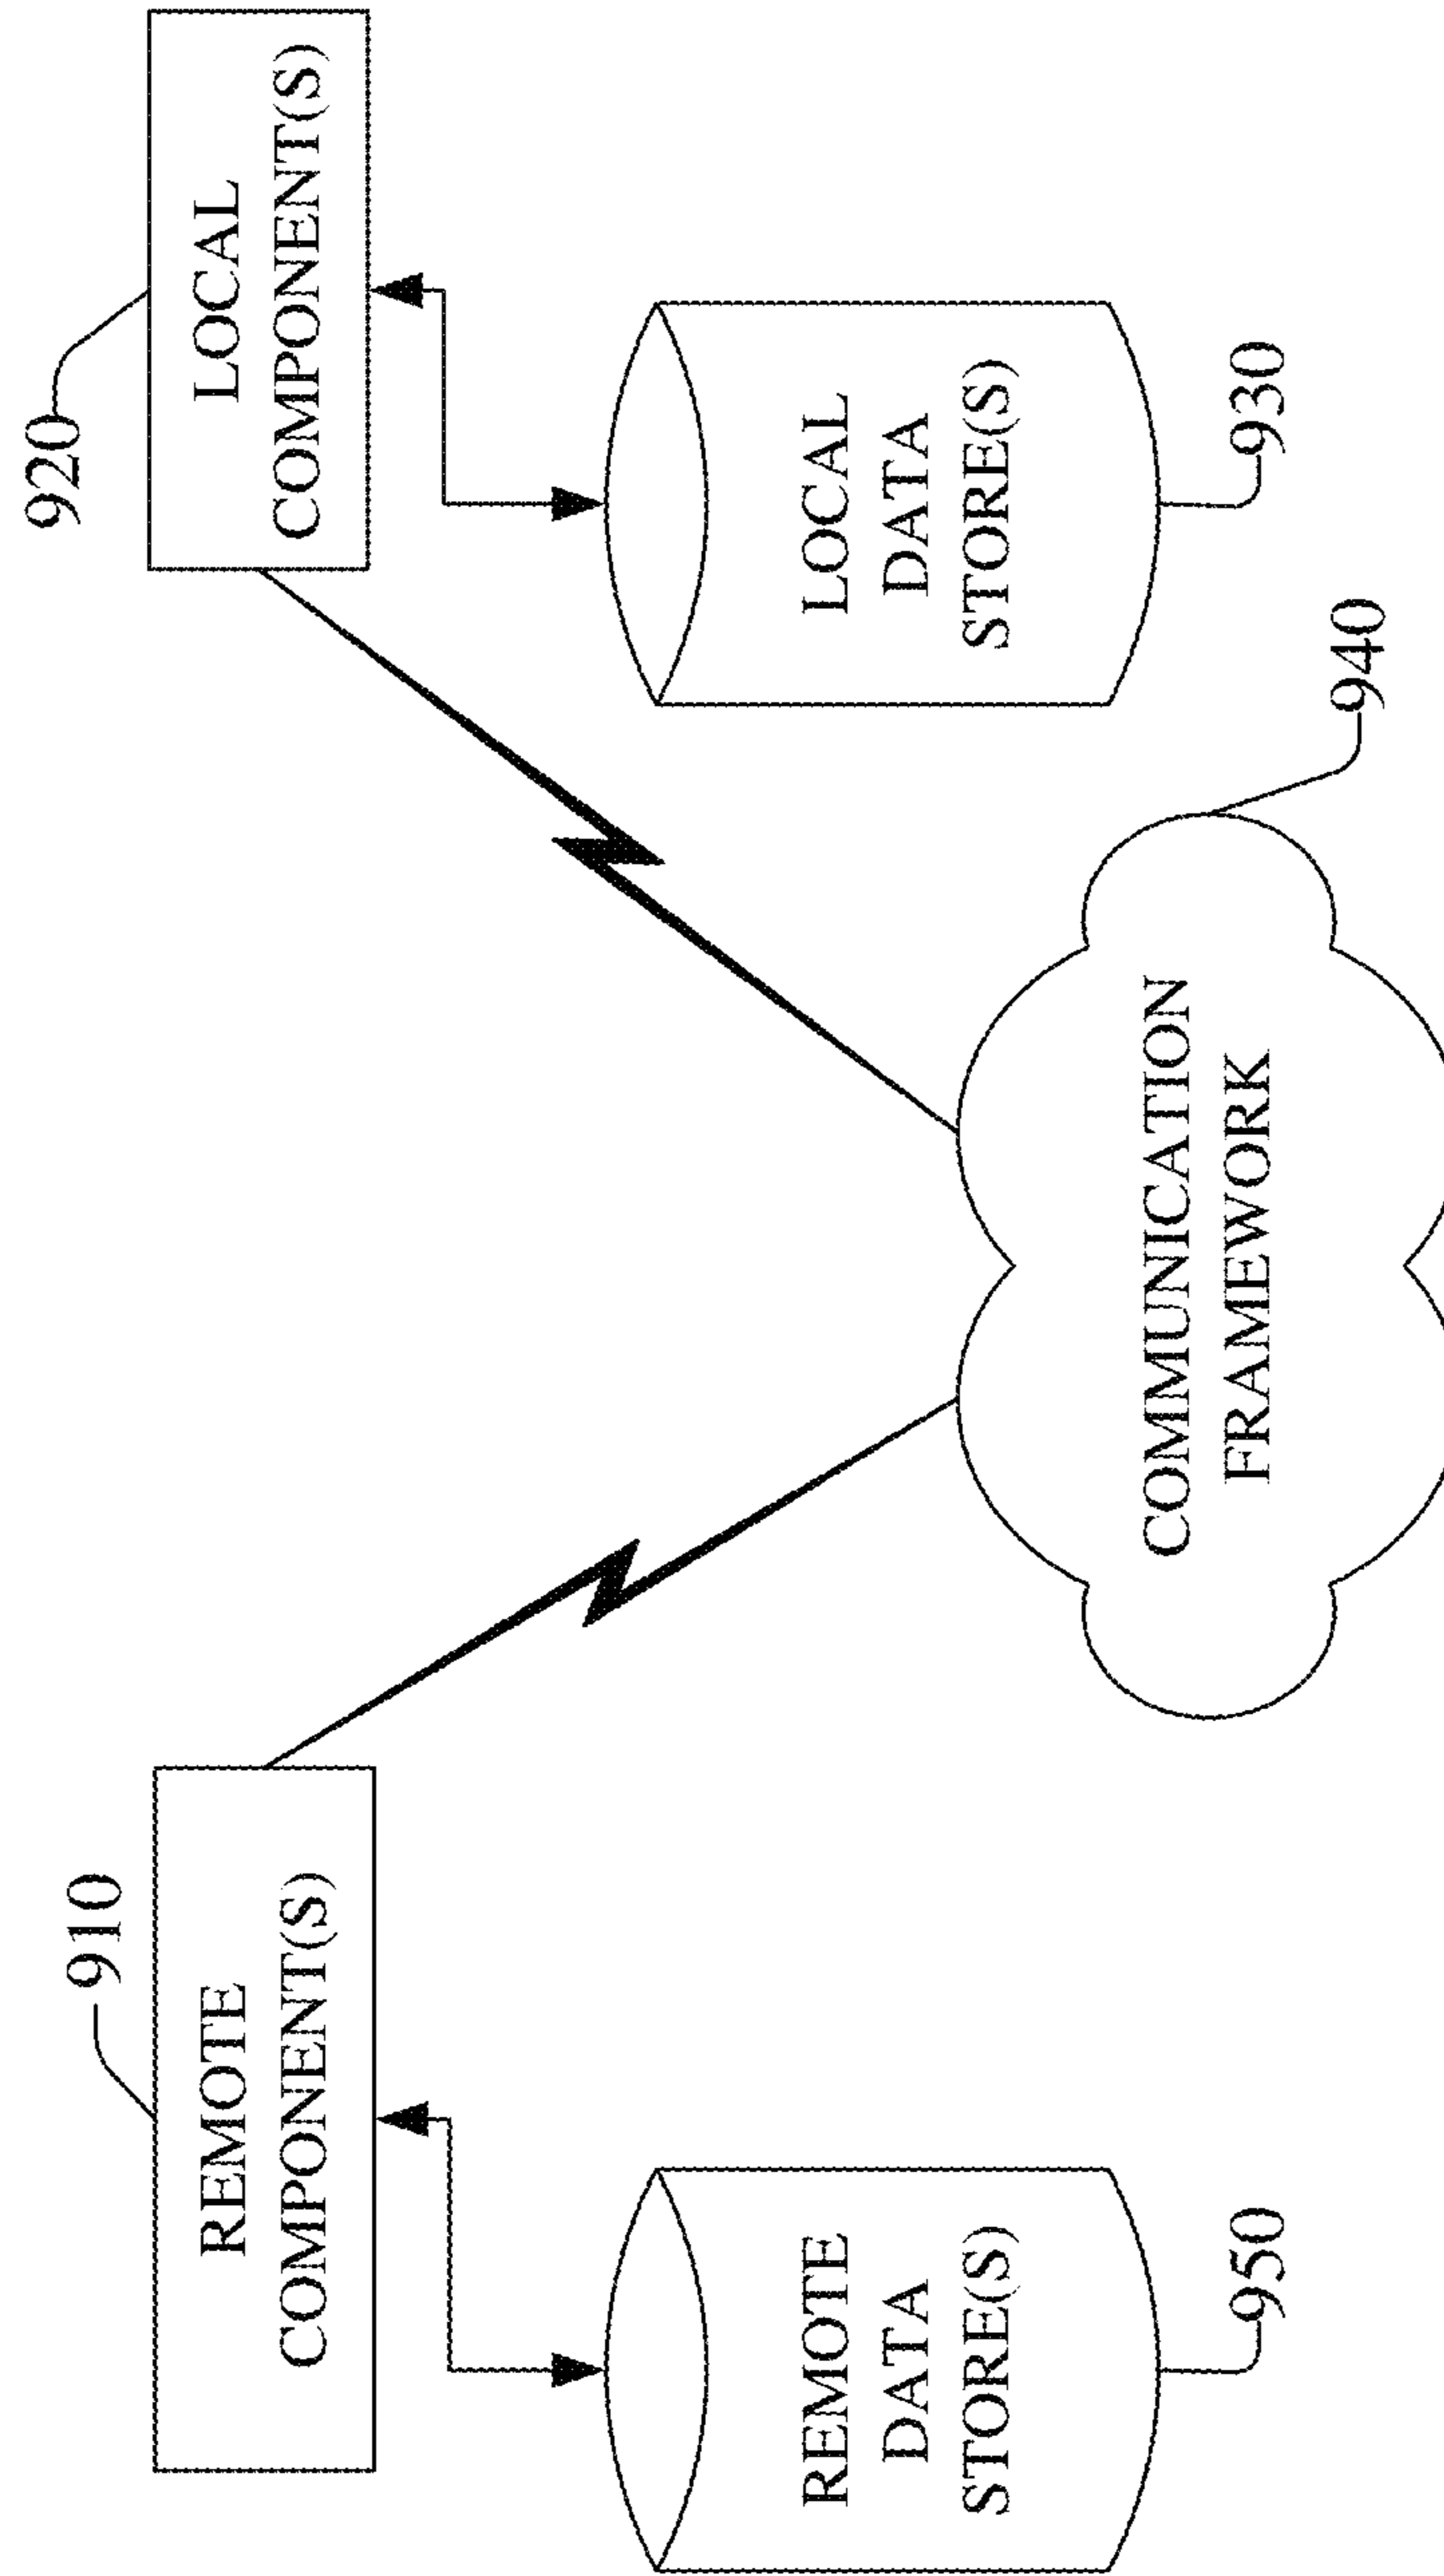 910
920
REMOTE
COMPONENT(S)
LOCAL
COMPONENT(S)
REMOTE
DATA
STORE(S)
LOCAL
DATA
STORE(S)
950
930
COMMUNICATION
FRAMEWORK
940